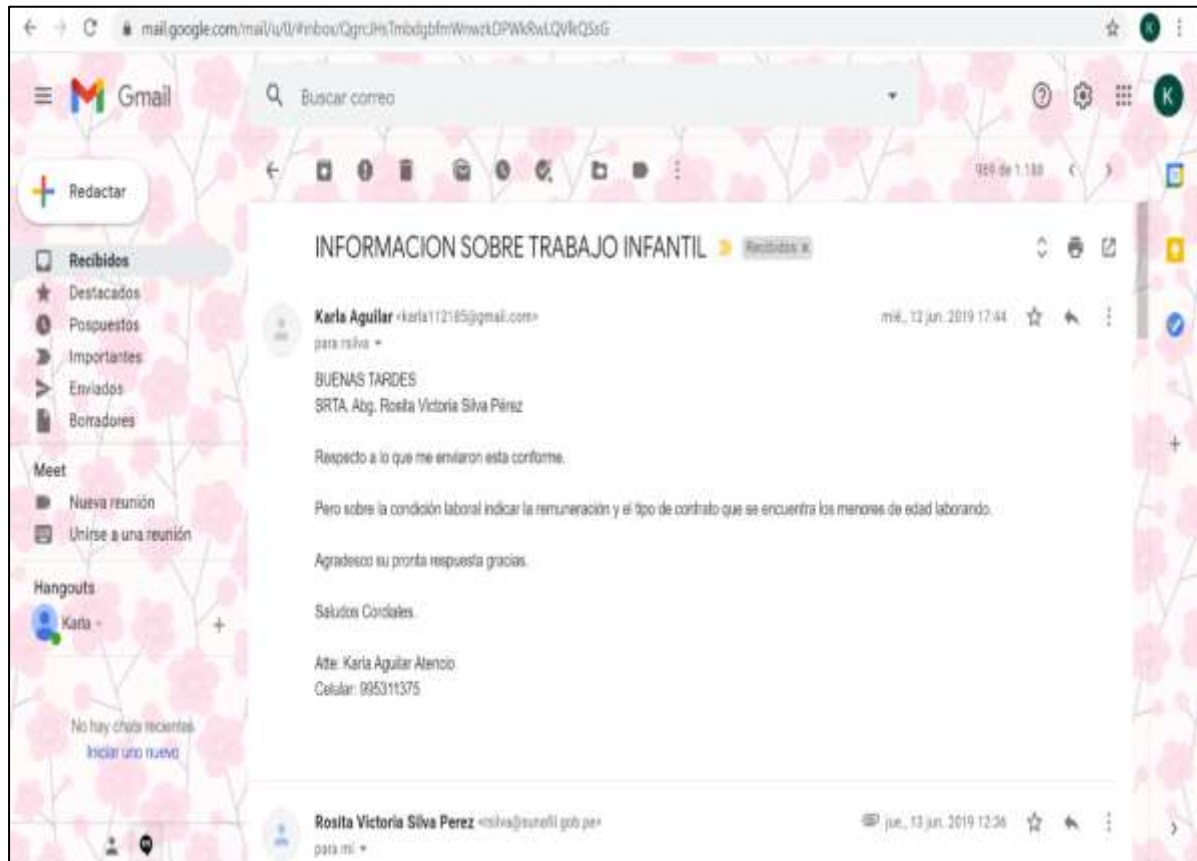 mail.google.com/mail/u/0/#inbox/
K
Gmail
Buscar correo
K
Redactar
969 de 1.188
Recibidos
Destacados
Pospuestos
Importantes
Enviados
Borradores
Meet
Nueva reunión
Unirse a una reunión
Hangouts
Karla
No hay chats recientes
Iniciar uno nuevo
INFORMACION SOBRE TRABAJO INFANTIL Recibidos x
Karla Aguilar <karla112185@gmail.com> mié., 12 jun. 2019 17:44
para rsilva
BUENAS TARDES
SRTA. Abg. Rosita Victoria Silva Pérez
Respecto a lo que me enviaron esta conforme.
Pero sobre la condición laboral indicar la remuneración y el tipo de contrato que se encuentra los menores de edad laborando.
Agradesco su pronta respuesta gracias.
Saludos Cordiales.
Atte: Karla Aguilar Atencio
Celular: 995311375
Rosita Victoria Silva Perez <rsilva@sunafil.gob.pe> jue., 13 jun. 2019 12:36
para mí